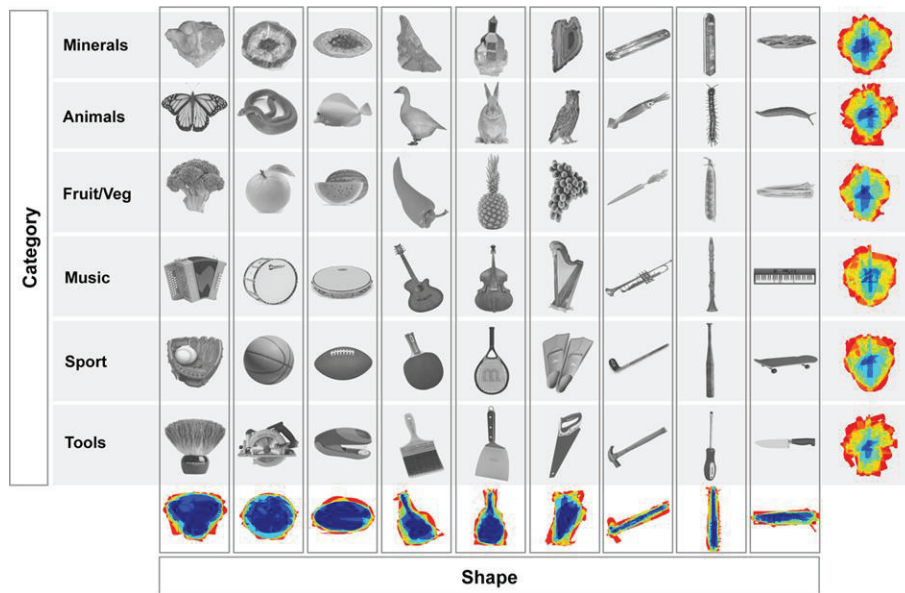 Category
Minerals
Animals
Fruit/Veg
Music
Sport
Tools
m
Shape